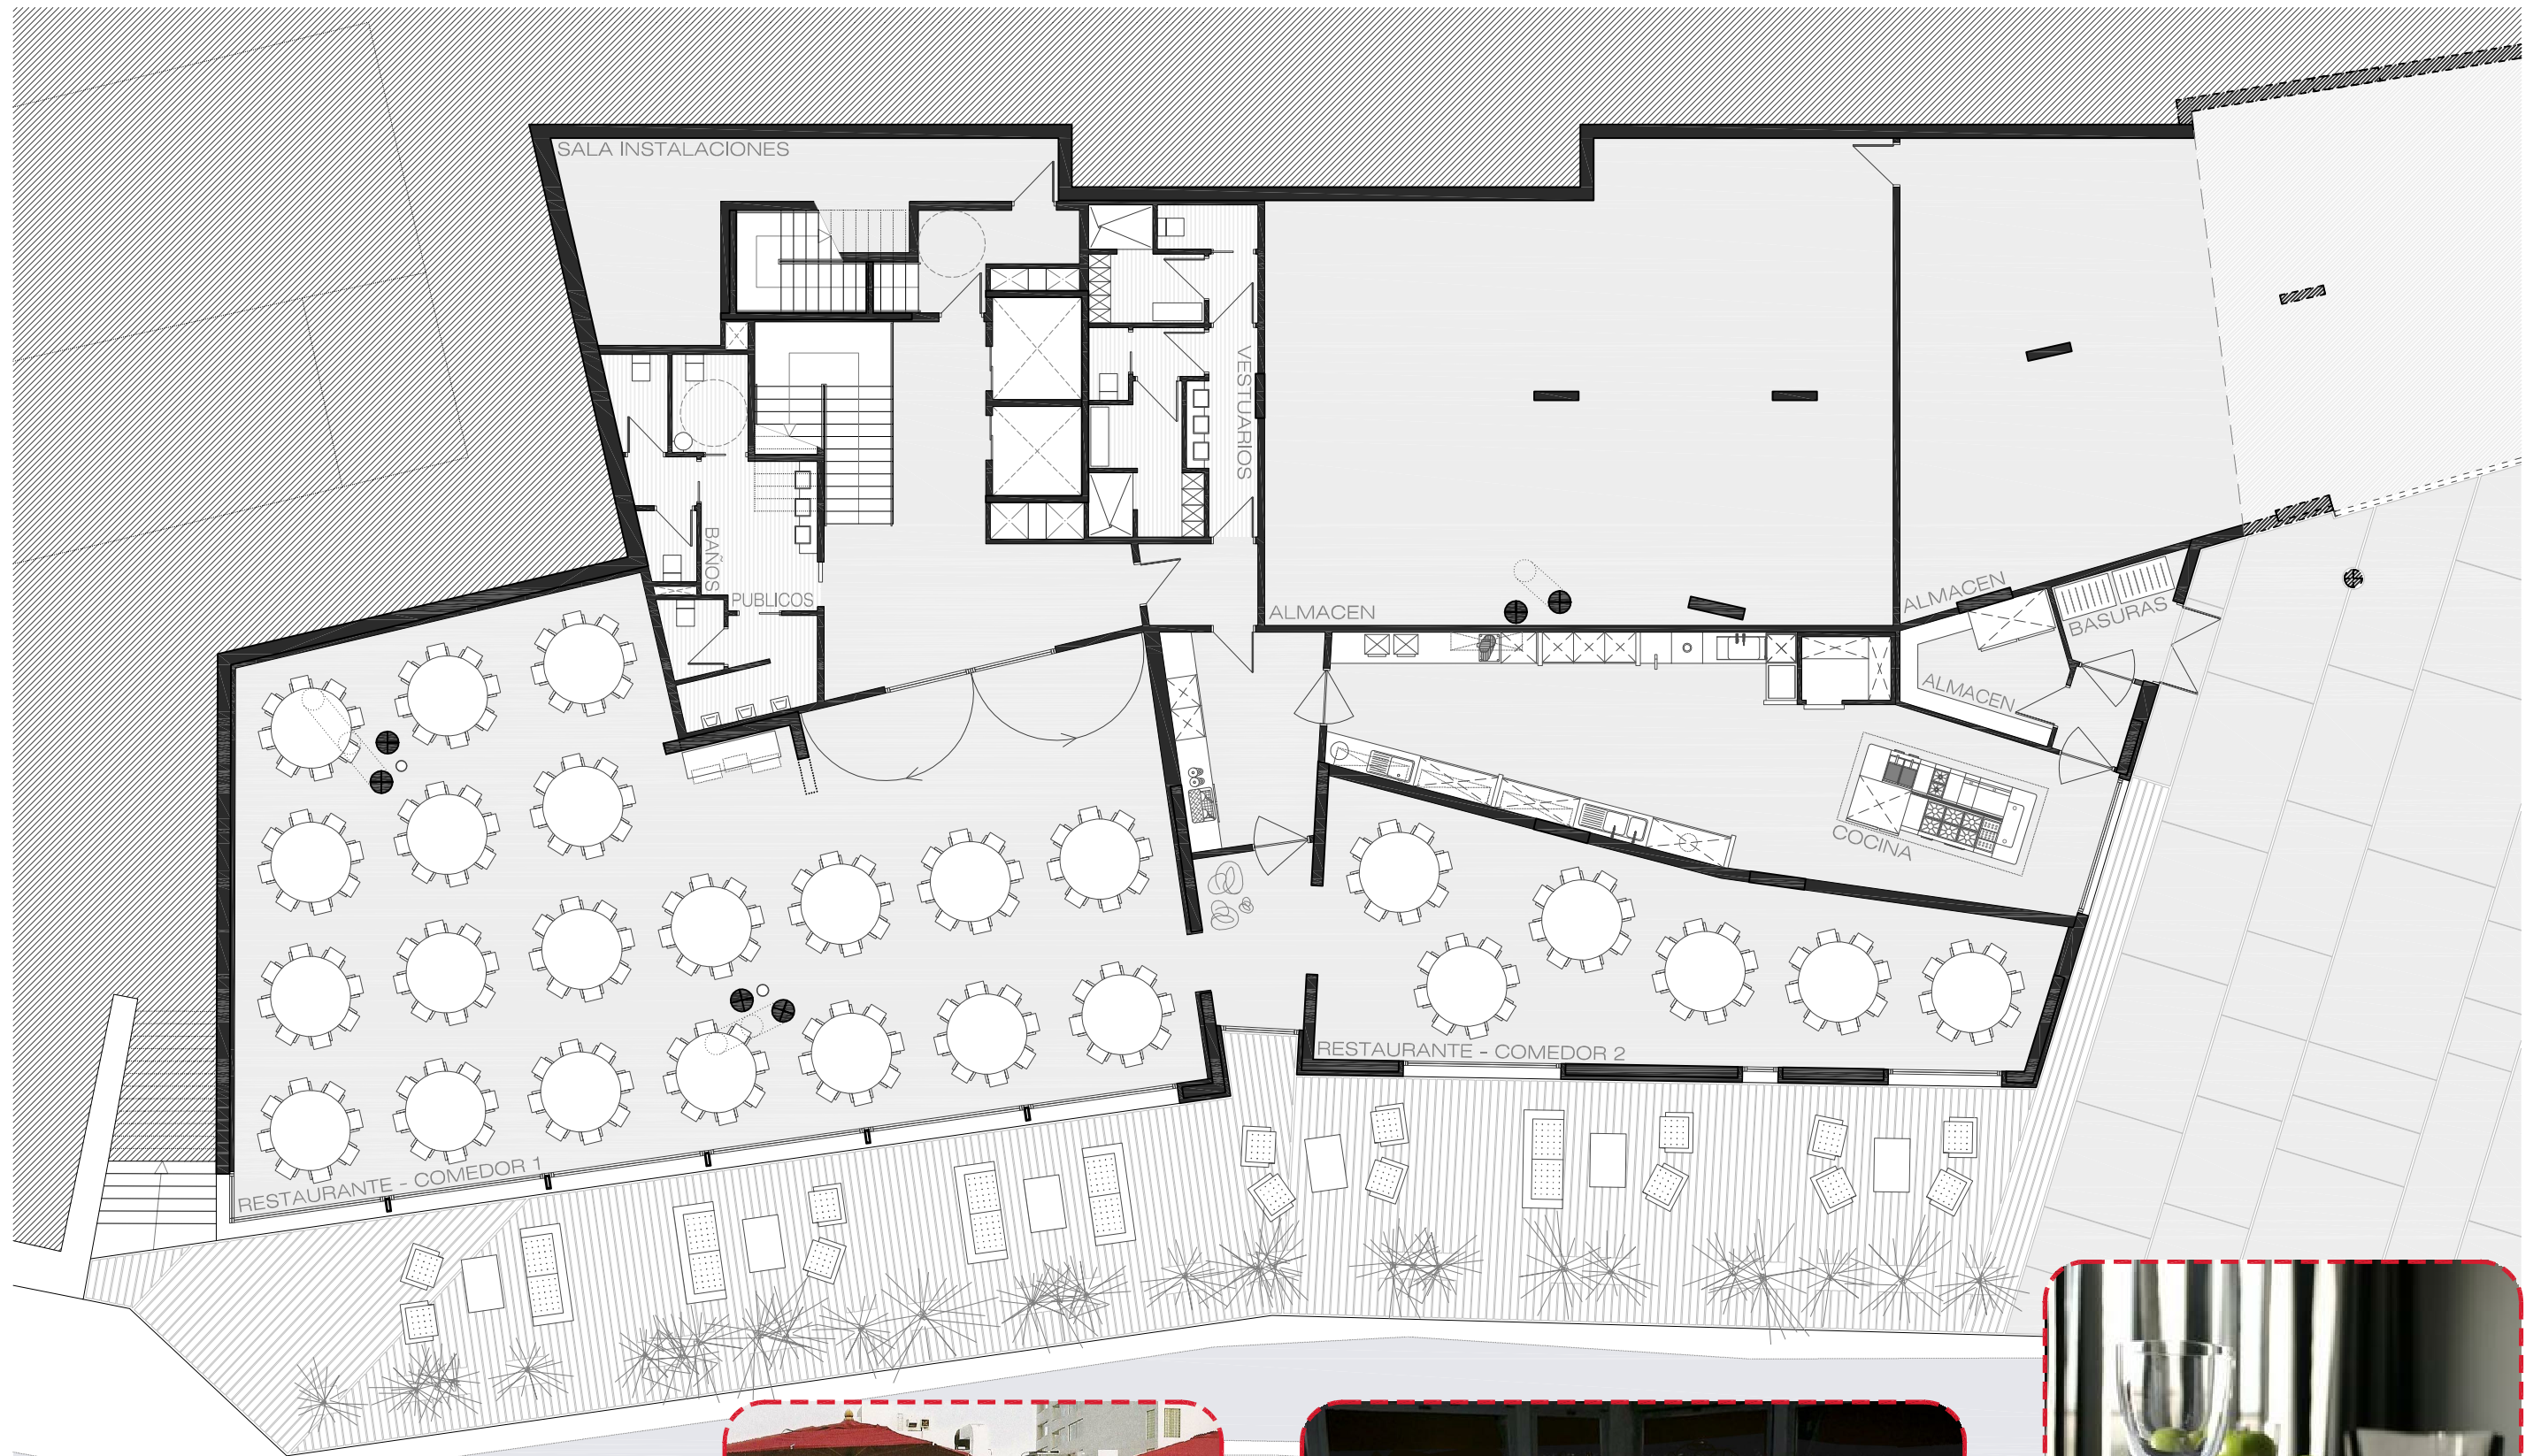 SALA INSTALACIONES
VESTUARIOS
BAÑOS
PUBLICOS
ALMACEN
ALMACEN
BASURAS
ALMACEN
COCINA
RESTAURANTE - COMEDOR 2
RESTAURANTE - COMEDOR 1